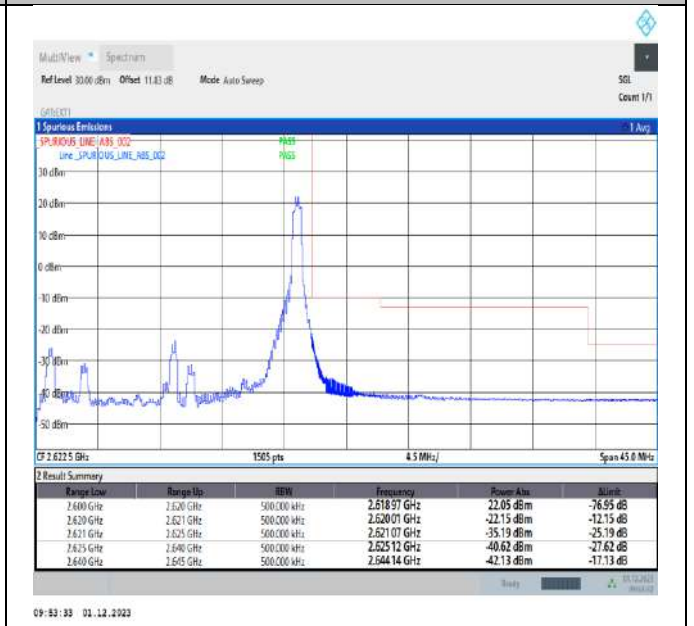 MultiView Spectrum
Ref Level 30.00 dBm Offset 11.83 dB Mode Auto Sweep SGL
Count 1/1
1 Spurious Emissions 1 Avg
_SPURIOUS_LINE_ABS_002 PASS
Line _SPURIOUS_LINE_ABS_002 PASS
30 dBm
20 dBm
10 dBm
0 dBm
-10 dBm
-20 dBm
-30 dBm
-40 dBm
-50 dBm
CF 2.6225 GHz 1505 pts 4.5 MHz/ Span 45.0 MHz
2 Result Summary
Range Low Range Up RBW Frequency Power Abs ΔLimit
2.600 GHz 2.620 GHz 500.000 kHz 2.61897 GHz 22.05 dBm -76.95 dB
2.620 GHz 2.621 GHz 500.000 kHz 2.62001 GHz -22.15 dBm -12.15 dB
2.621 GHz 2.625 GHz 500.000 kHz 2.62107 GHz -35.19 dBm -25.19 dB
2.625 GHz 2.640 GHz 500.000 kHz 2.62512 GHz -40.62 dBm -27.62 dB
2.640 GHz 2.645 GHz 500.000 kHz 2.64414 GHz -42.13 dBm -17.13 dB
Ready
09:53:33 01.12.2023